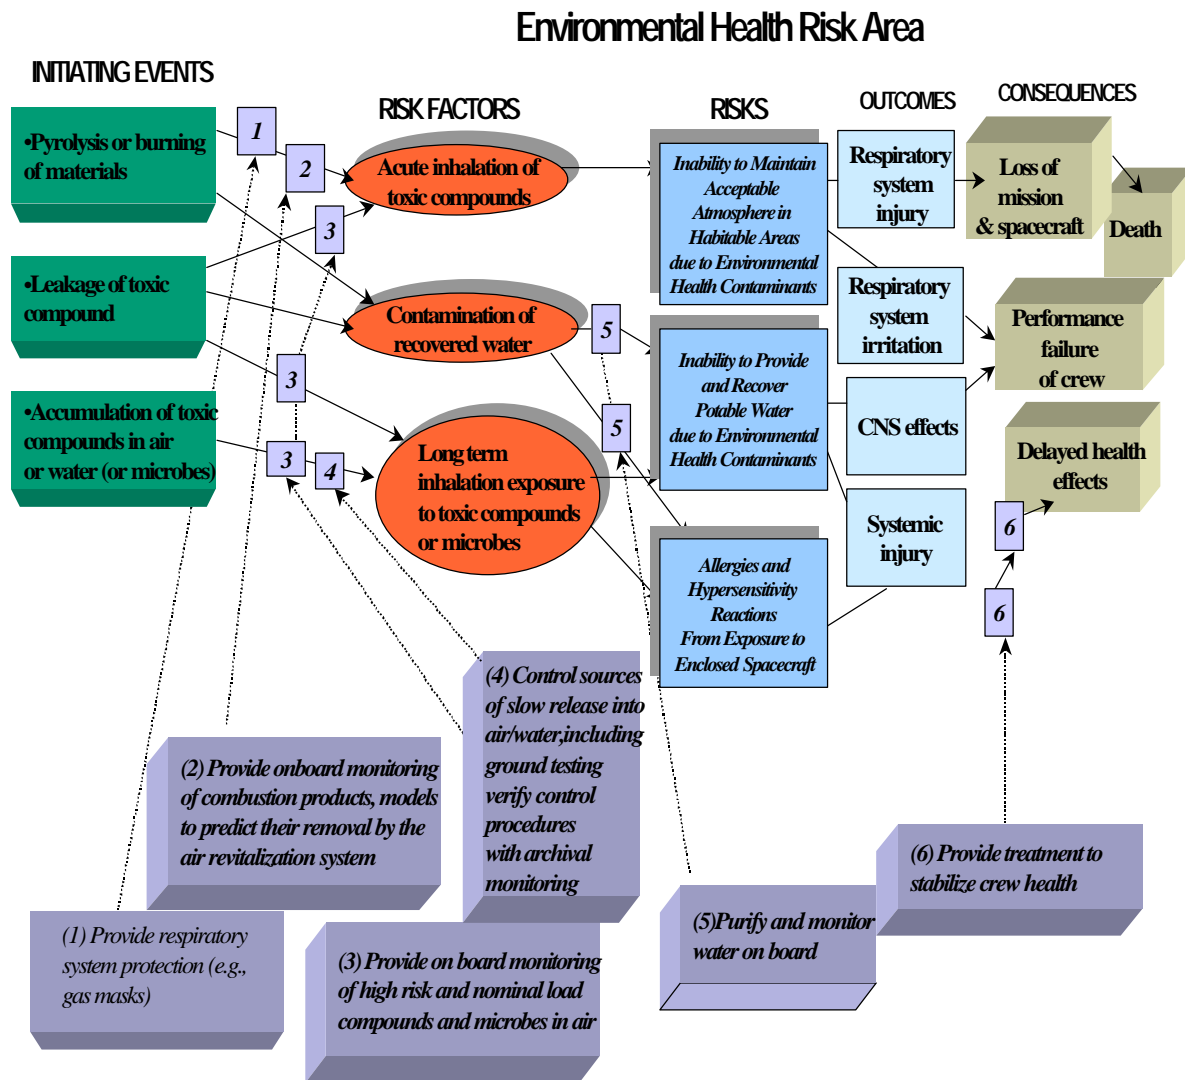 Environmental Health Risk Area
INITIATING EVENTS
RISK FACTORS
RISKS
OUTCOMES
CONSEQUENCES
•Pyrolysis or burning
of materials
•Leakage of toxic
compound
•Accumulation of toxic
compounds in air
or water (or microbes)
1
2
3
3
3
4
Acute inhalation of
toxic compounds
Contamination of
recovered water
Long term
inhalation exposure
to toxic compounds
or microbes
5
5
Inability to Maintain
Acceptable
Atmosphere in
Habitable Areas
due to Environmental
Health Contaminants
Inability to Provide
and Recover
Potable Water
due to Environmental
Health Contaminants
Allergies and
Hypersensitivity
Reactions
From Exposure to
Enclosed Spacecraft
Respiratory
system
injury
Respiratory
system
irritation
CNS effects
Systemic
injury
Loss of
mission
& spacecraft
Death
Performance
failure
of crew
Delayed health
effects
6
6
(1) Provide respiratory
system protection (e.g.,
gas masks)
(2) Provide onboard monitoring
of combustion products, models
to predict their removal by the
air revitalization system
(3) Provide on board monitoring
of high risk and nominal load
compounds and microbes in air
(4) Control sources
of slow release into
air/water,including
ground testing
verify control
procedures
with archival
monitoring
(5)Purify and monitor
water on board
(6) Provide treatment to
stabilize crew health